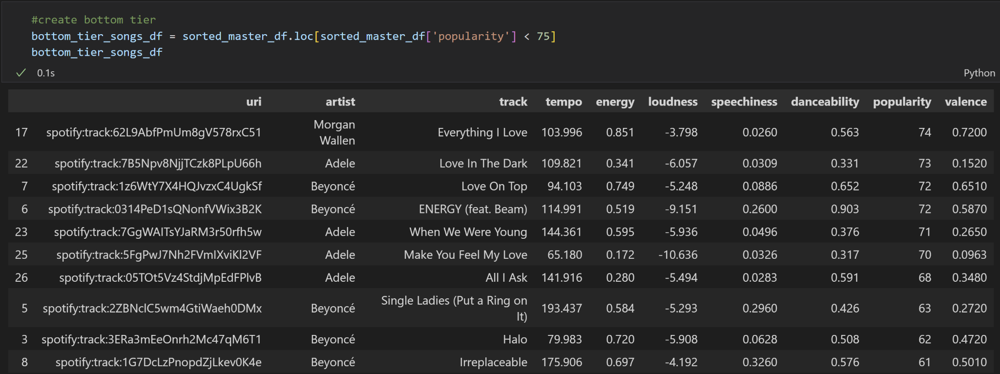 #create bottom tier
bottom_tier_songs_df = sorted_master_df.loc[sorted_master_df['popularity'] < 75]
bottom_tier_songs_df
0.1s
Python
uri artist track tempo energy loudness speechiness danceability popularity valence
17 spotify:track:62L9AbfPmUm8gV578rxC51 Morgan Wallen Everything I Love 103.996 0.851 -3.798 0.0260 0.563 74 0.7200
22 spotify:track:7B5Npv8NjjTCzk8PLpU66h Adele Love In The Dark 109.821 0.341 -6.057 0.0309 0.331 73 0.1520
7 spotify:track:1z6WtY7X4HQJvzxC4UgkSf Beyoncé Love On Top 94.103 0.749 -5.248 0.0886 0.652 72 0.6510
6 spotify:track:0314PeD1sQNonfVWix3B2K Beyoncé ENERGY (feat. Beam) 114.991 0.519 -9.151 0.2600 0.903 72 0.5870
23 spotify:track:7GgWAITsYJaRM3r50rfh5w Adele When We Were Young 144.361 0.595 -5.936 0.0496 0.376 71 0.2650
25 spotify:track:5FgPwJ7Nh2FVmIXviKl2VF Adele Make You Feel My Love 65.180 0.172 -10.636 0.0326 0.317 70 0.0963
26 spotify:track:05TOt5Vz4StdjMpEdFPlvB Adele All I Ask 141.916 0.280 -5.494 0.0283 0.591 68 0.3480
5 spotify:track:2ZBNclC5wm4GtiWaeh0DMx Beyoncé Single Ladies (Put a Ring on It) 193.437 0.584 -5.293 0.2960 0.426 63 0.2720
3 spotify:track:3ERa3mEeOnrh2Mc47qM6T1 Beyoncé Halo 79.983 0.720 -5.908 0.0628 0.508 62 0.4720
8 spotify:track:1G7DcLzPnopdZjLkev0K4e Beyoncé Irreplaceable 175.906 0.697 -4.192 0.3260 0.576 61 0.5010